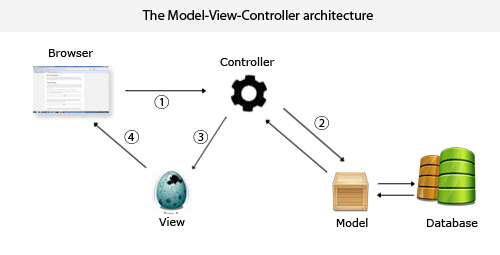 The Model-View-Controller architecture
Browser
Controller
①
②
④
③
View
Model
Database